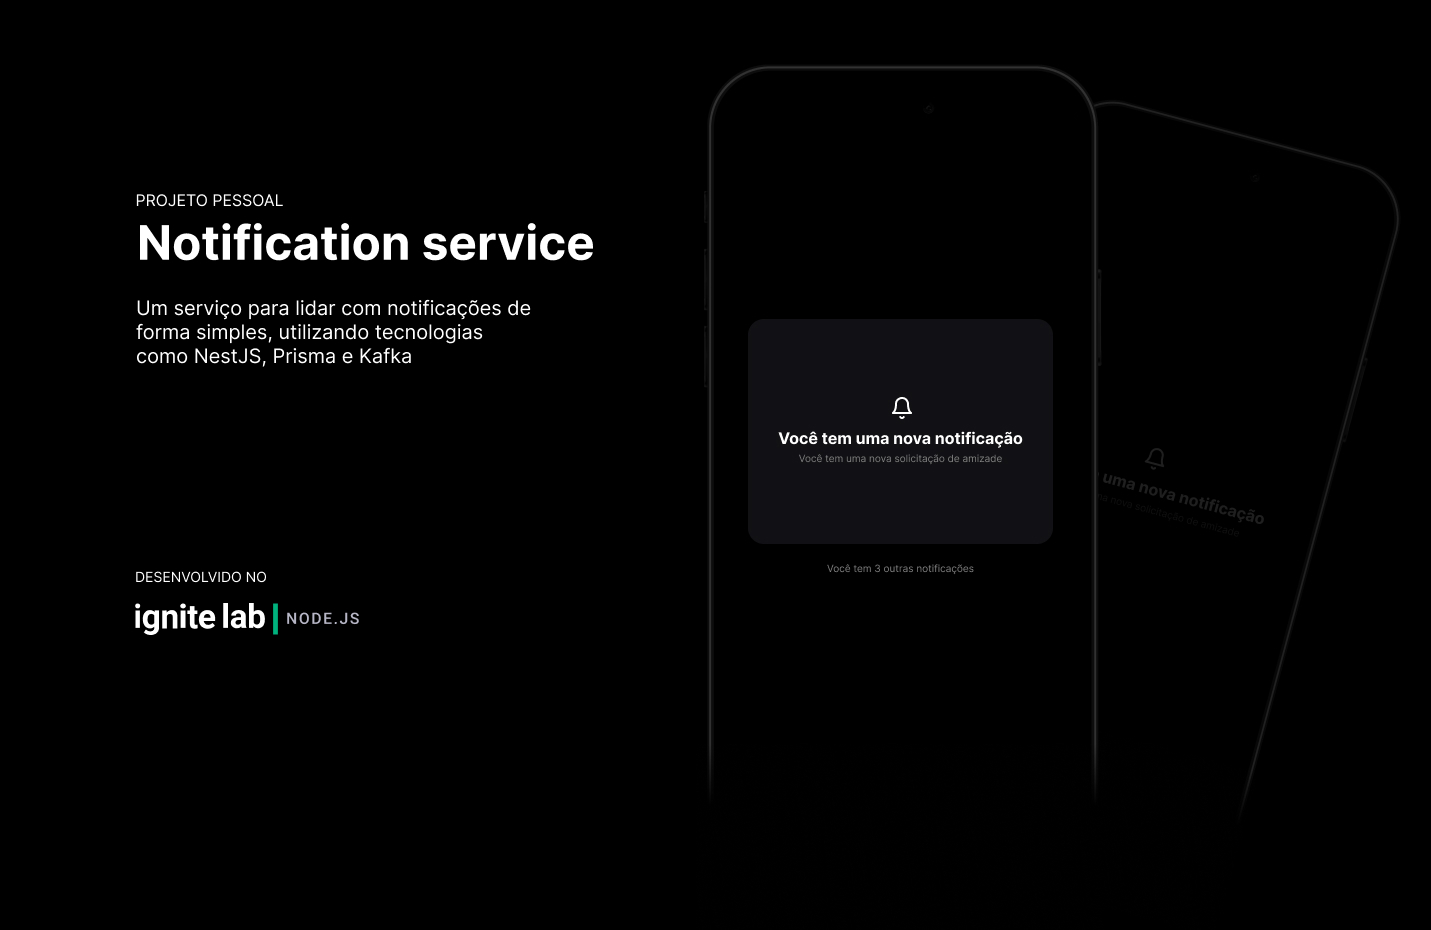 PROJETO PESSOAL
Notification service
Um serviço para lidar com notificações de
forma simples, utilizando tecnologias
como NestJS, Prisma e Kafka
DESENVOLVIDO NO
ignite lab | NODE.JS
Você tem uma nova notificação
Você tem uma nova solicitação de amizade
Você tem 3 outras notificações
uma nova notificação
nova solicitação de amizade